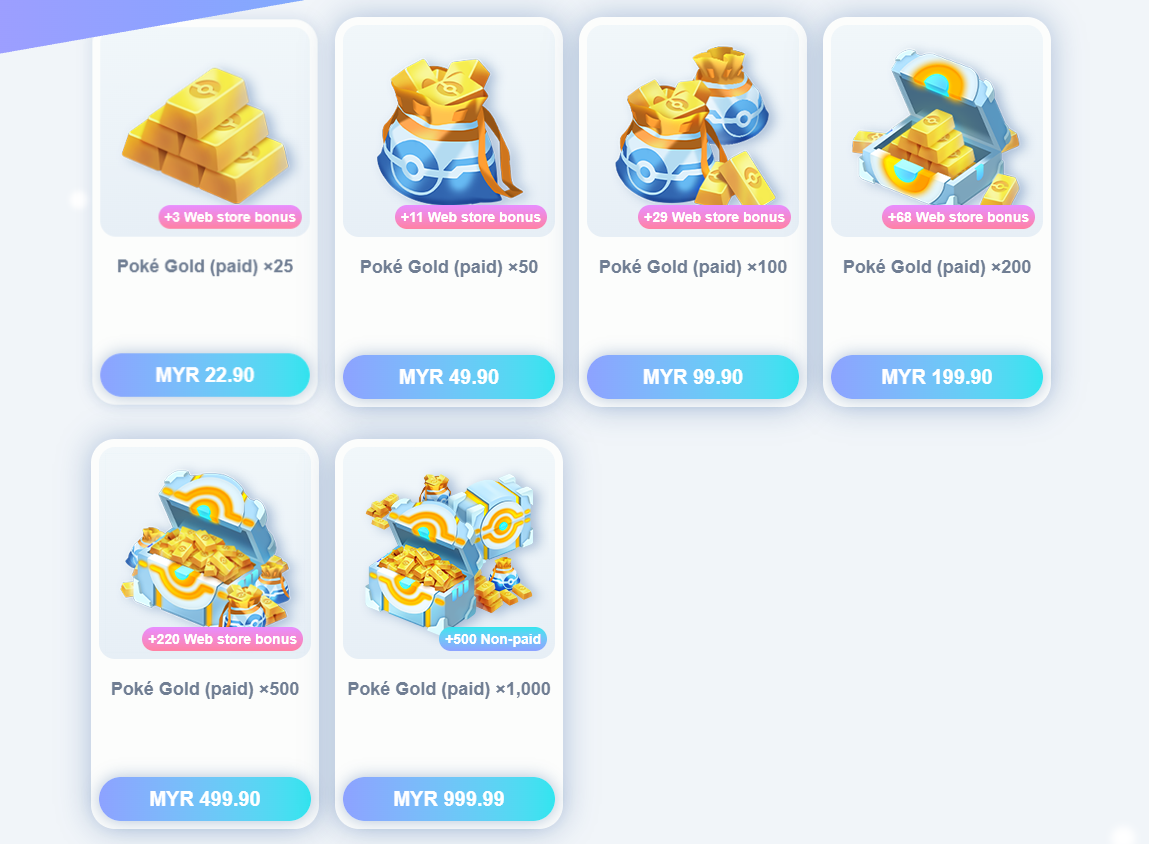 +3 Web store bonus
+11 Web store bonus
+29 Web store bonus
+68 Web store bonus
Poké Gold (paid) ×25
Poké Gold (paid) ×50
Poké Gold (paid) ×100
Poké Gold (paid) ×200
MYR 22.90
MYR 49.90
MYR 99.90
MYR 199.90
+220 Web store bonus
+500 Non-paid
Poké Gold (paid) ×500
Poké Gold (paid) ×1,000
MYR 499.90
MYR 999.99